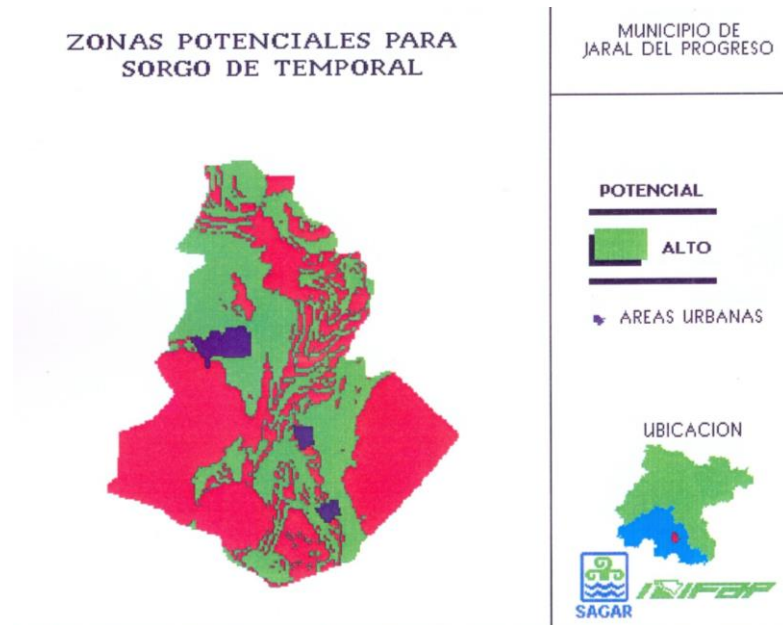 ZONAS POTENCIALES PARA
SORGO DE TEMPORAL
MUNICIPIO DE
JARAL DEL PROGRESO
POTENCIAL
ALTO
AREAS URBANAS
UBICACION
SAGAR
INIFAP